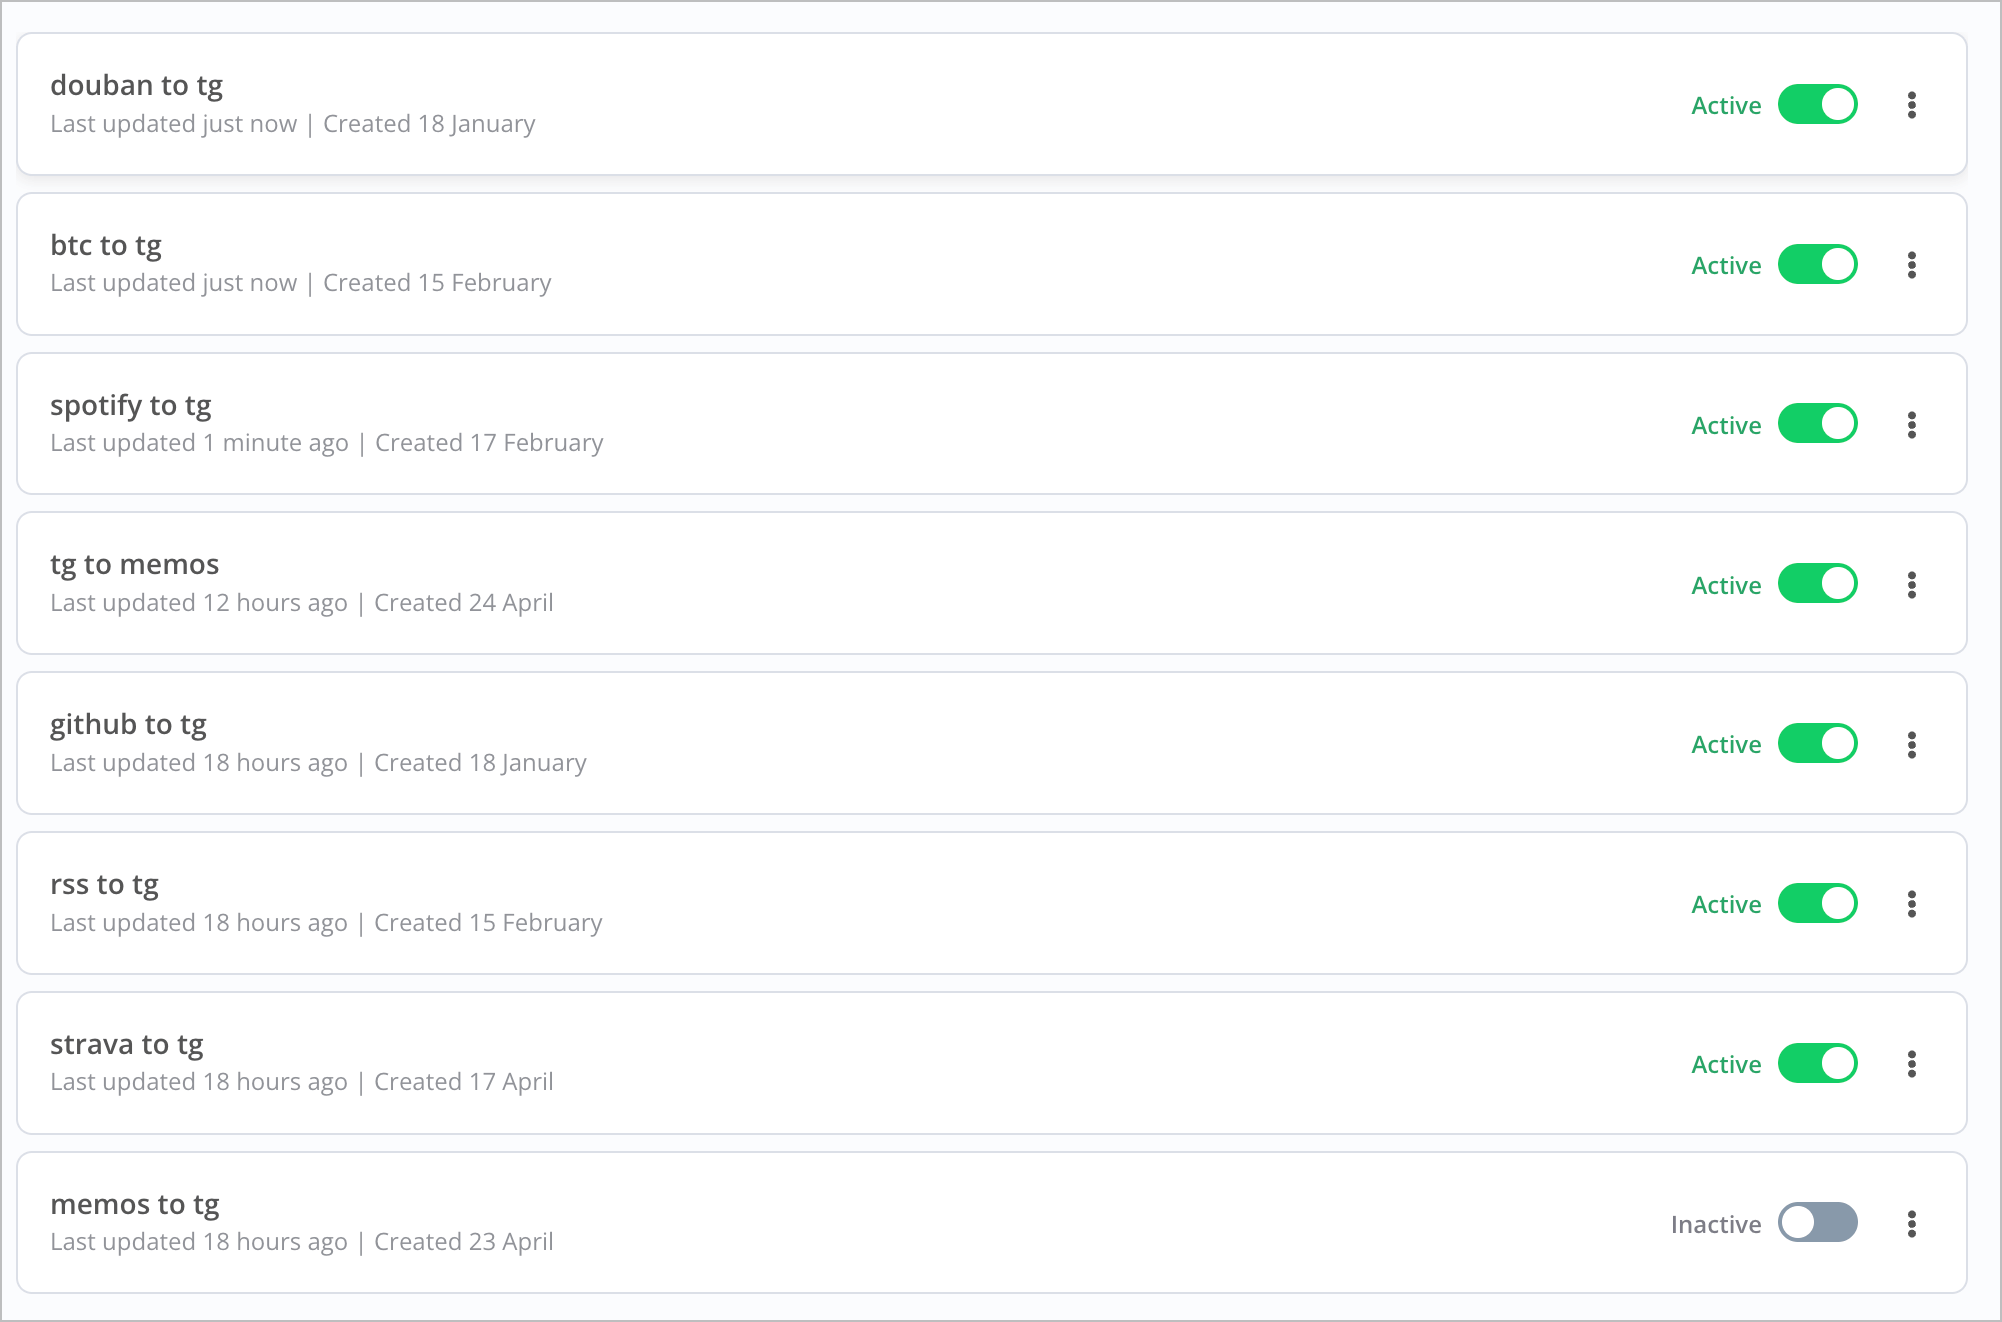 douban to tg
Last updated just now | Created 18 January
Active
btc to tg
Last updated just now | Created 15 February
Active
spotify to tg
Last updated 1 minute ago | Created 17 February
Active
tg to memos
Last updated 12 hours ago | Created 24 April
Active
github to tg
Last updated 18 hours ago | Created 18 January
Active
rss to tg
Last updated 18 hours ago | Created 15 February
Active
strava to tg
Last updated 18 hours ago | Created 17 April
Active
memos to tg
Last updated 18 hours ago | Created 23 April
Inactive